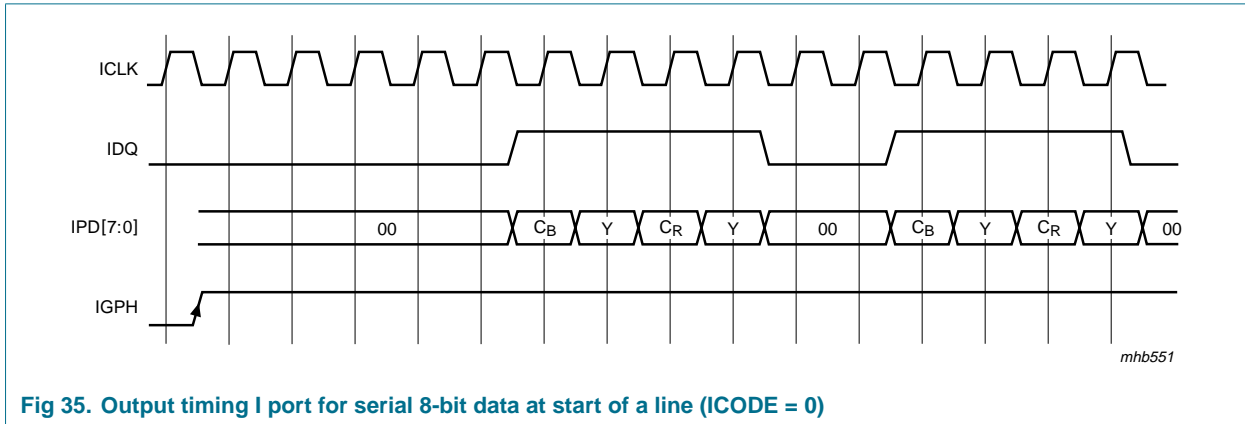 ICLK
IDQ
IPD[7:0]
00 CB Y CR Y 00 CB Y CR Y 00
IGPH
mhb551
Fig 35. Output timing I port for serial 8-bit data at start of a line (ICODE = 0)